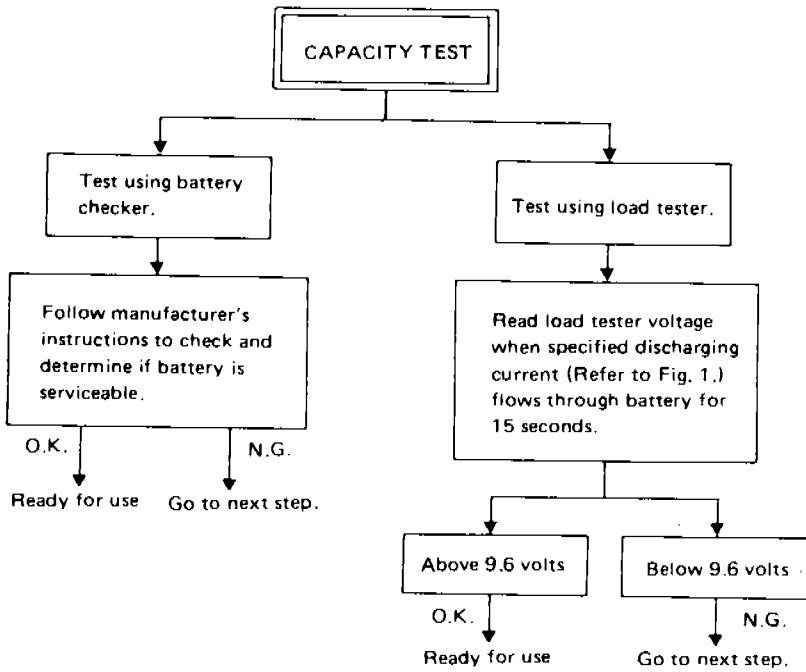 CAPACITY TEST
Test using battery
checker.
Follow manufacturer's
instructions to check and
determine if battery is
serviceable.
O.K.
N.G.
Ready for use
Go to next step.
Test using load tester.
Read load tester voltage
when specified discharging
current (Refer to Fig. 1.)
flows through battery for
15 seconds.
Above 9.6 volts
Below 9.6 volts
O.K.
N.G.
Ready for use
Go to next step.